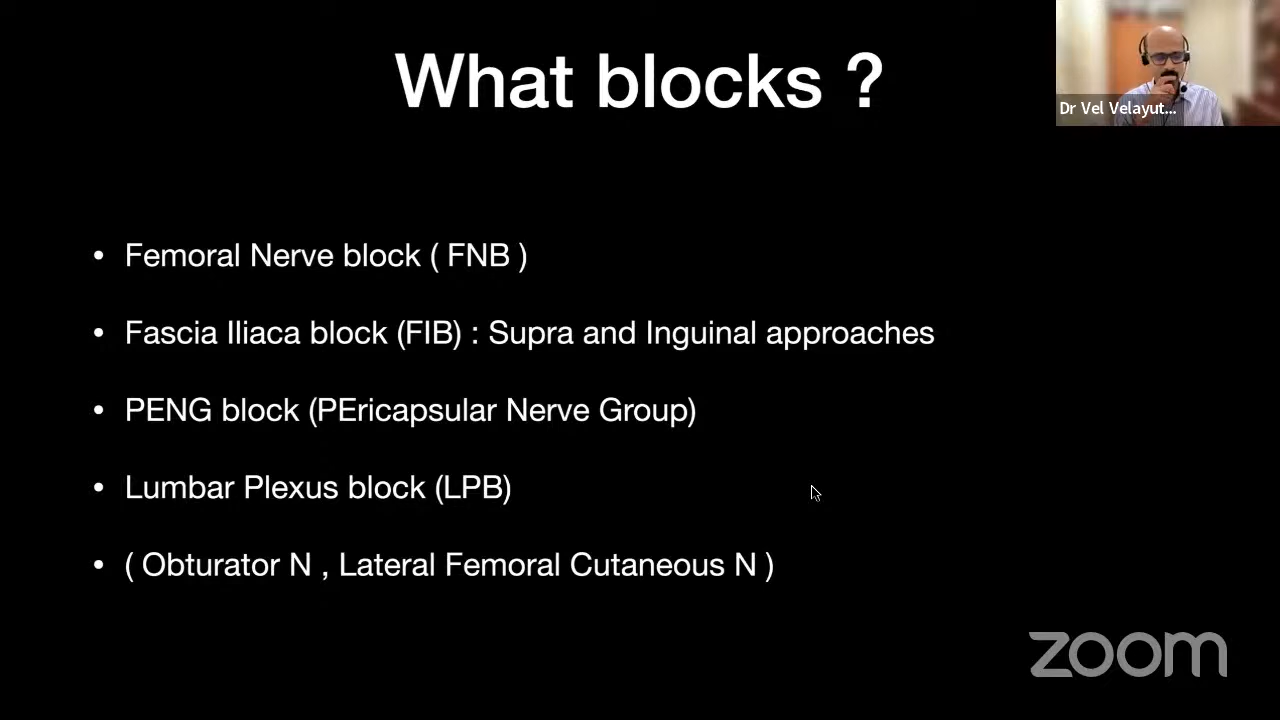 What blocks ?
Dr Vel Velayut...
• Femoral Nerve block ( FNB )
• Fascia Iliaca block (FIB) : Supra and Inguinal approaches
• PENG block (PEricapsular Nerve Group)
• Lumbar Plexus block (LPB)
• ( Obturator N , Lateral Femoral Cutaneous N )
zoom